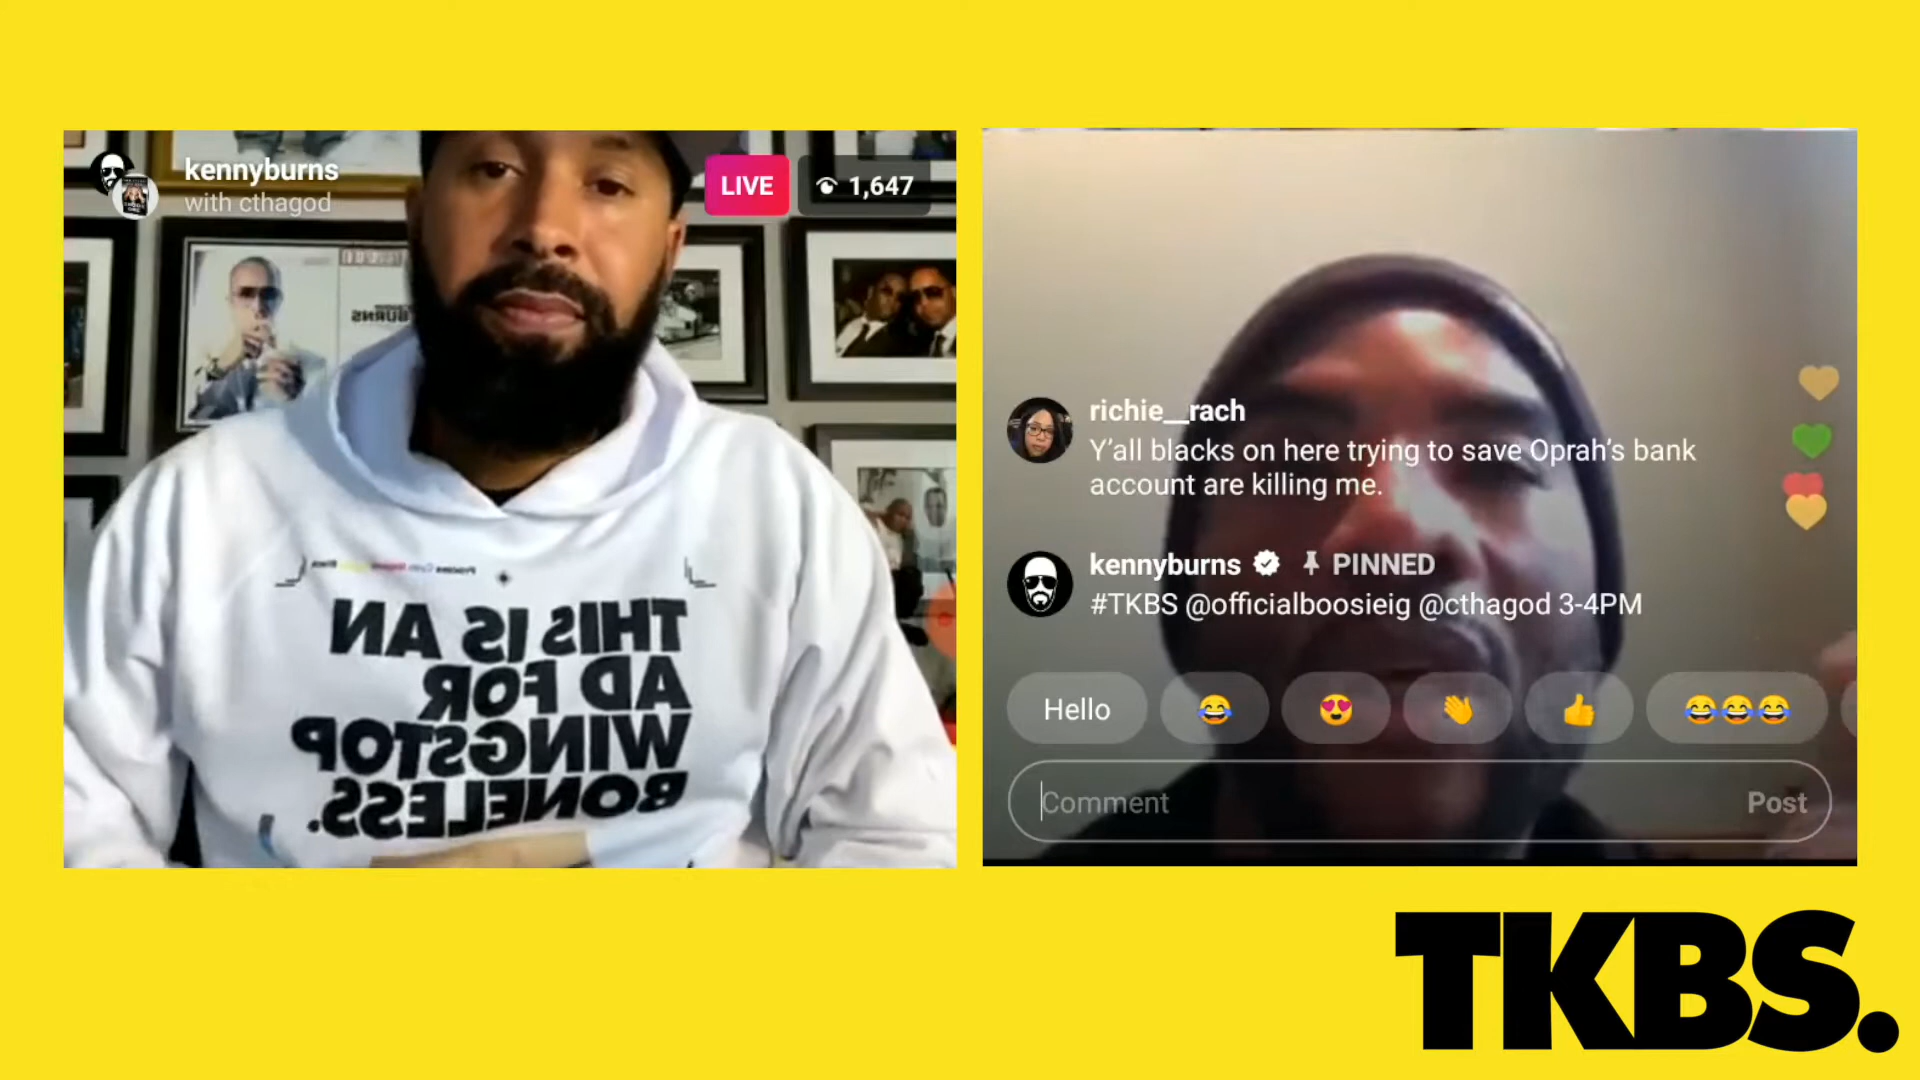 kennyburns
with cthagod
LIVE
1,647
BURNS
THIS IS AN
AD FOR
WINGSTOP
BONELESS.
richie__rach
Y'all blacks on here trying to save Oprah's bank
account are killing me.
kennyburns PINNED
#TKBS @officialboosieig @cthagod 3-4PM
Hello
Comment
Post
TKBS.